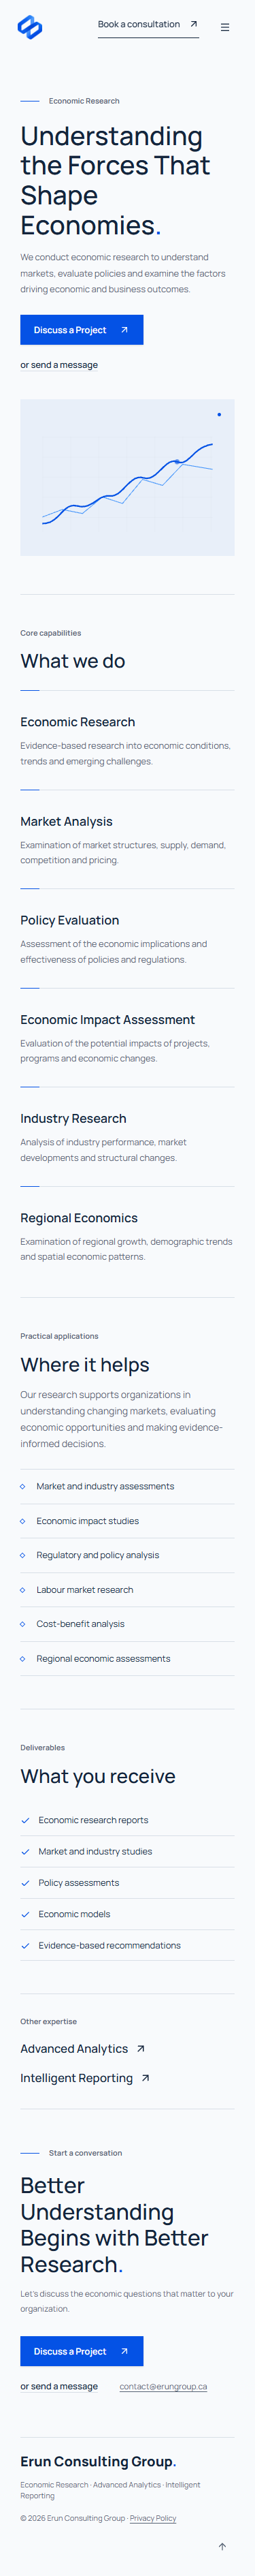 Book a consultation
Economic Research
Understanding
the Forces That
Shape
Economies.
We conduct economic research to understand
markets, evaluate policies and examine the factors
driving economic and business outcomes.
Discuss a Project
or send a message
Core capabilities
What we do
Economic Research
Evidence-based research into economic conditions,
trends and emerging challenges.
Market Analysis
Examination of market structures, supply, demand,
competition and pricing.
Policy Evaluation
Assessment of the economic implications and
effectiveness of policies and regulations.
Economic Impact Assessment
Evaluation of the potential impacts of projects,
programs and economic changes.
Industry Research
Analysis of industry performance, market
developments and structural changes.
Regional Economics
Examination of regional growth, demographic trends
and spatial economic patterns.
Practical applications
Where it helps
Our research supports organizations in
understanding changing markets, evaluating
economic opportunities and making evidence-
informed decisions.
Market and industry assessments
Economic impact studies
Regulatory and policy analysis
Labour market research
Cost-benefit analysis
Regional economic assessments
Deliverables
What you receive
Economic research reports
Market and industry studies
Policy assessments
Economic models
Evidence-based recommendations
Other expertise
Advanced Analytics
Intelligent Reporting
Start a conversation
Better
Understanding
Begins with Better
Research.
Let's discuss the economic questions that matter to your
organization.
Discuss a Project
or send a message contact@erungroup.ca
Erun Consulting Group.
Economic Research · Advanced Analytics · Intelligent
Reporting
© 2026 Erun Consulting Group · Privacy Policy